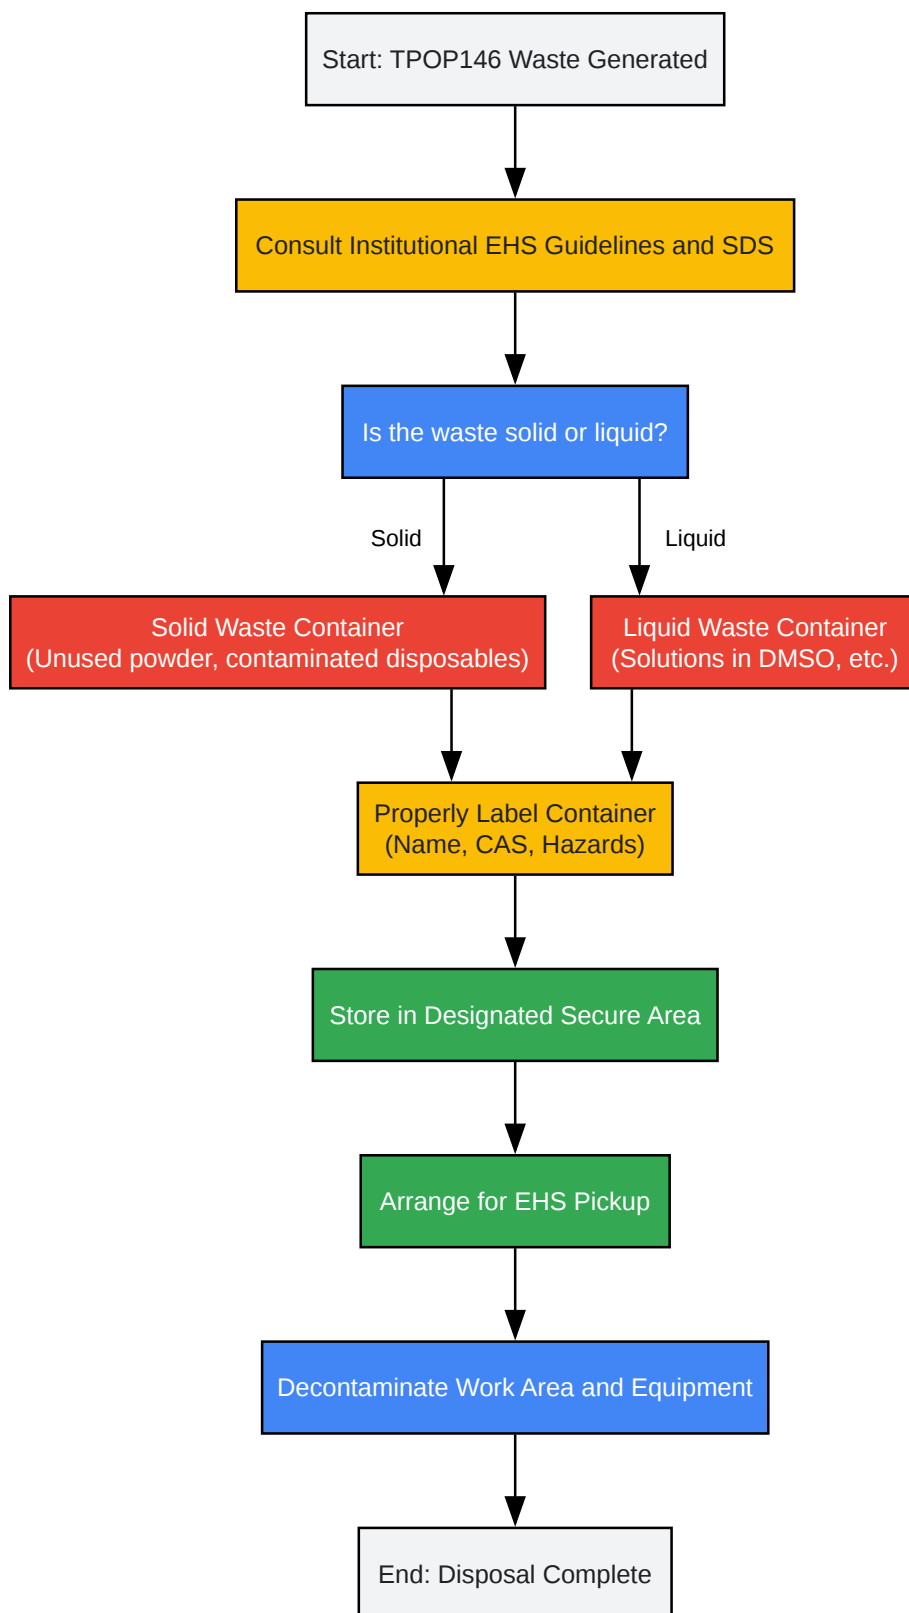 Start: TPOP146 Waste Generated
Consult Institutional EHS Guidelines and SDS
Is the waste solid or liquid?
Solid
Liquid
Solid Waste Container
(Unused powder, contaminated disposables)
Liquid Waste Container
(Solutions in DMSO, etc.)
Properly Label Container
(Name, CAS, Hazards)
Store in Designated Secure Area
Arrange for EHS Pickup
Decontaminate Work Area and Equipment
End: Disposal Complete